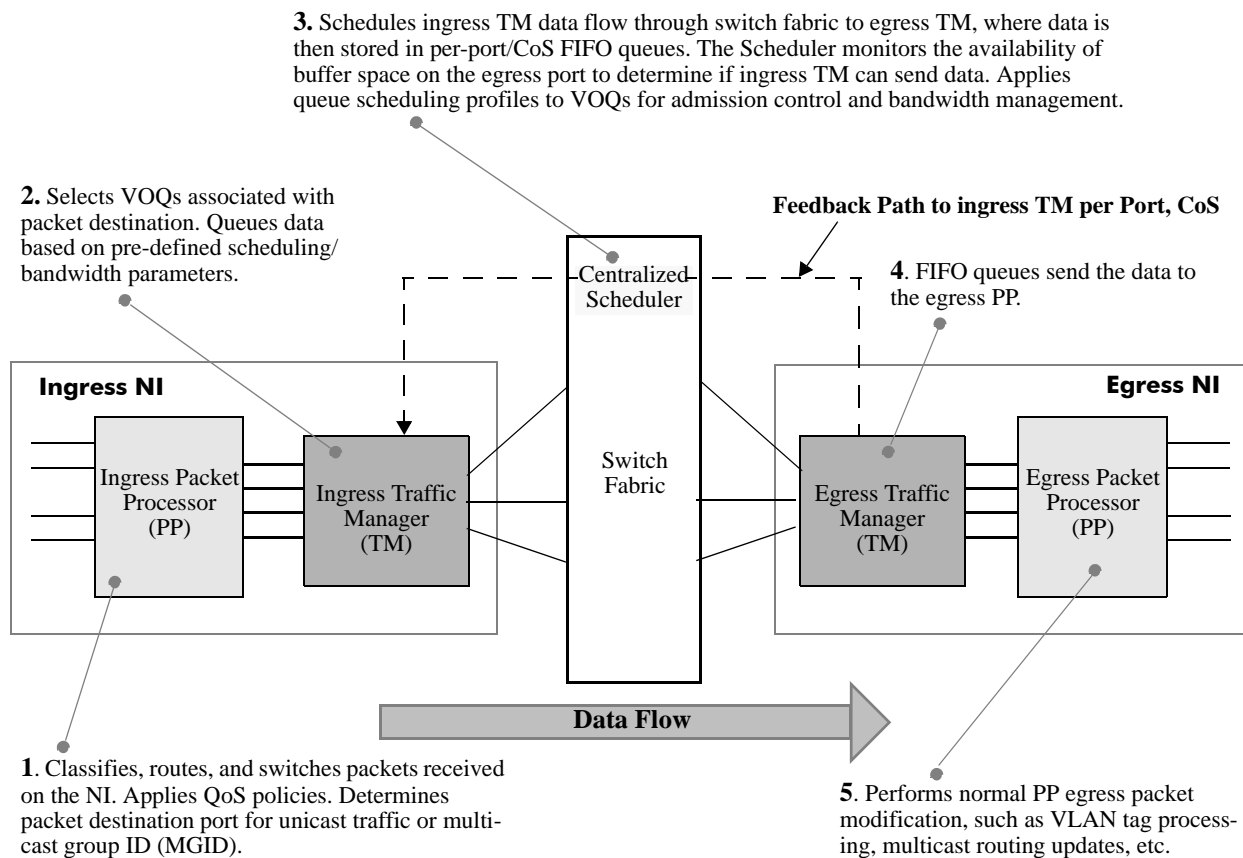 3. Schedules ingress TM data flow through switch fabric to egress TM, where data is
then stored in per-port/CoS FIFO queues. The Scheduler monitors the availability of
buffer space on the egress port to determine if ingress TM can send data. Applies
queue scheduling profiles to VOQs for admission control and bandwidth management.
2. Selects VOQs associated with
packet destination. Queues data
based on pre-defined scheduling/
bandwidth parameters.
Feedback Path to ingress TM per Port, CoS
Centralized
Scheduler
4. FIFO queues send the data to
the egress PP.
Ingress NI
Egress NI
Ingress Packet
Processor
(PP)
Ingress Traffic
Manager
(TM)
Switch
Fabric
Egress Traffic
Manager
(TM)
Egress Packet
Processor
(PP)
Data Flow
1. Classifies, routes, and switches packets received
on the NI. Applies QoS policies. Determines
packet destination port for unicast traffic or multi-
cast group ID (MGID).
5. Performs normal PP egress packet
modification, such as VLAN tag process-
ing, multicast routing updates, etc.